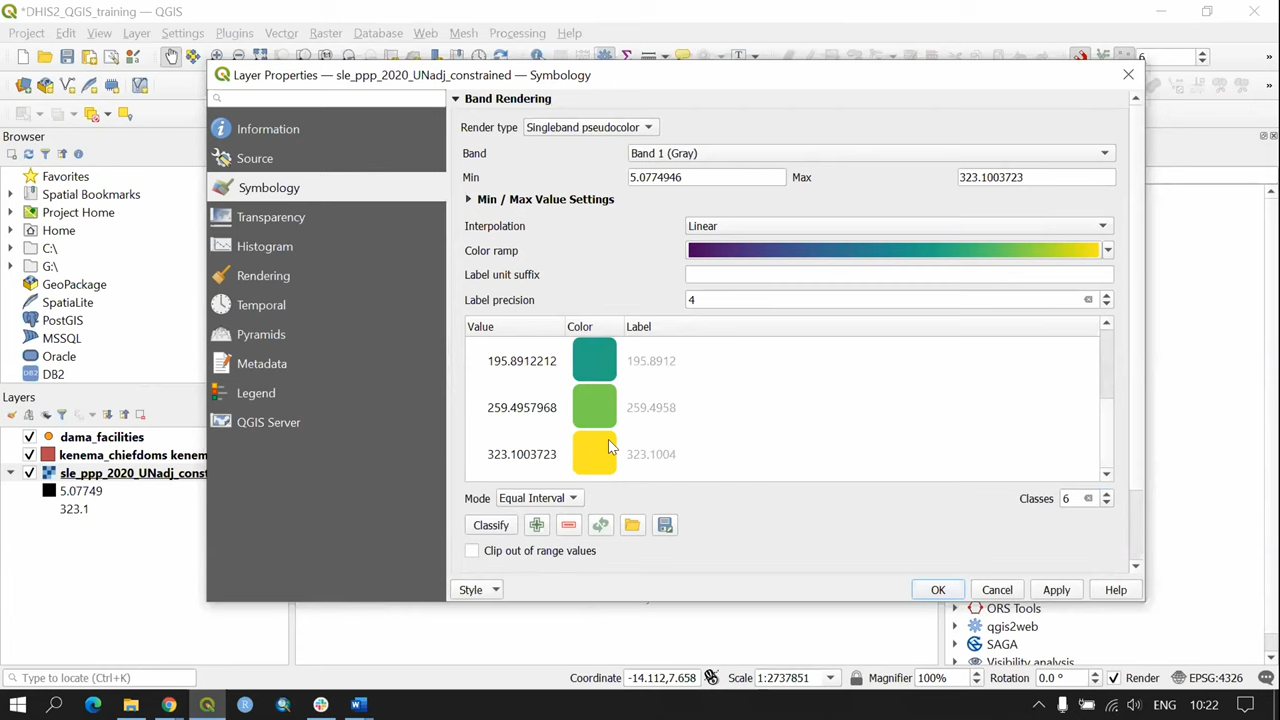 *DHIS2_QGIS_training — QGIS
Project Edit View Layer Settings Plugins Vector Raster Database Web Mesh Processing Help
6
Layer Properties — sle_ppp_2020_UNadj_constrained — Symbology
Information
Source
Symbology
Transparency
Histogram
Rendering
Temporal
Pyramids
Metadata
Legend
QGIS Server
Band Rendering
Render type Singleband pseudocolor
Band Band 1 (Gray)
Min 5.0774946 Max 323.1003723
Min / Max Value Settings
Interpolation Linear
Color ramp
Label unit suffix
Label precision 4
Value Color Label
195.8912212 195.8912
259.4957968 259.4958
323.1003723 323.1004
Mode Equal Interval Classes 6
Classify
Clip out of range values
Style OK Cancel Apply Help
Browser
Favorites
Spatial Bookmarks
Project Home
Home
C:\
G:\
GeoPackage
SpatiaLite
PostGIS
MSSQL
Oracle
DB2
Layers
dama_facilities
kenema_chiefdoms kenem
sle_ppp_2020_UNadj_const
5.07749
323.1
ORS Tools
qgis2web
SAGA
Visibility analysis
Type to locate (Ctrl+K) Coordinate -14.112,7.658 Scale 1:2737851 Magnifier 100% Rotation 0.0 ° Render EPSG:4326
ENG 10:22